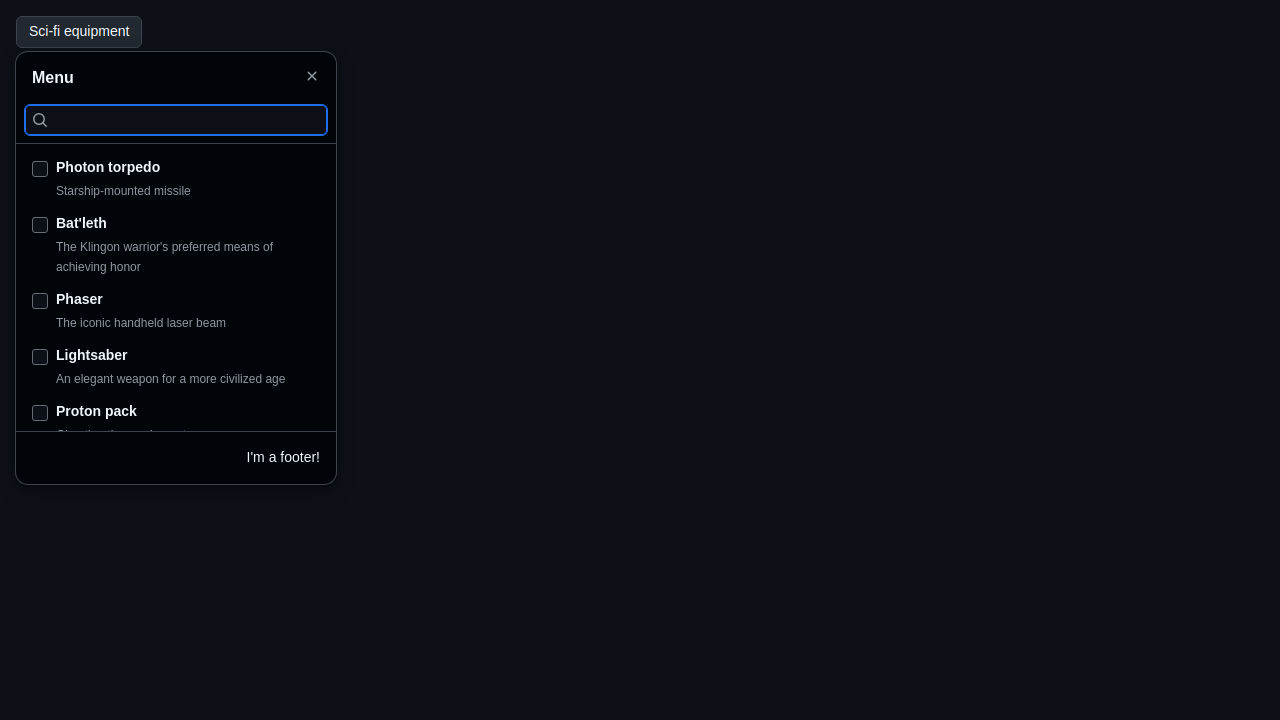 Sci-fi equipment
Menu
Photon torpedo
Starship-mounted missile
Bat'leth
The Klingon warrior's preferred means of
achieving honor
Phaser
The iconic handheld laser beam
Lightsaber
An elegant weapon for a more civilized age
Proton pack
I'm a footer!